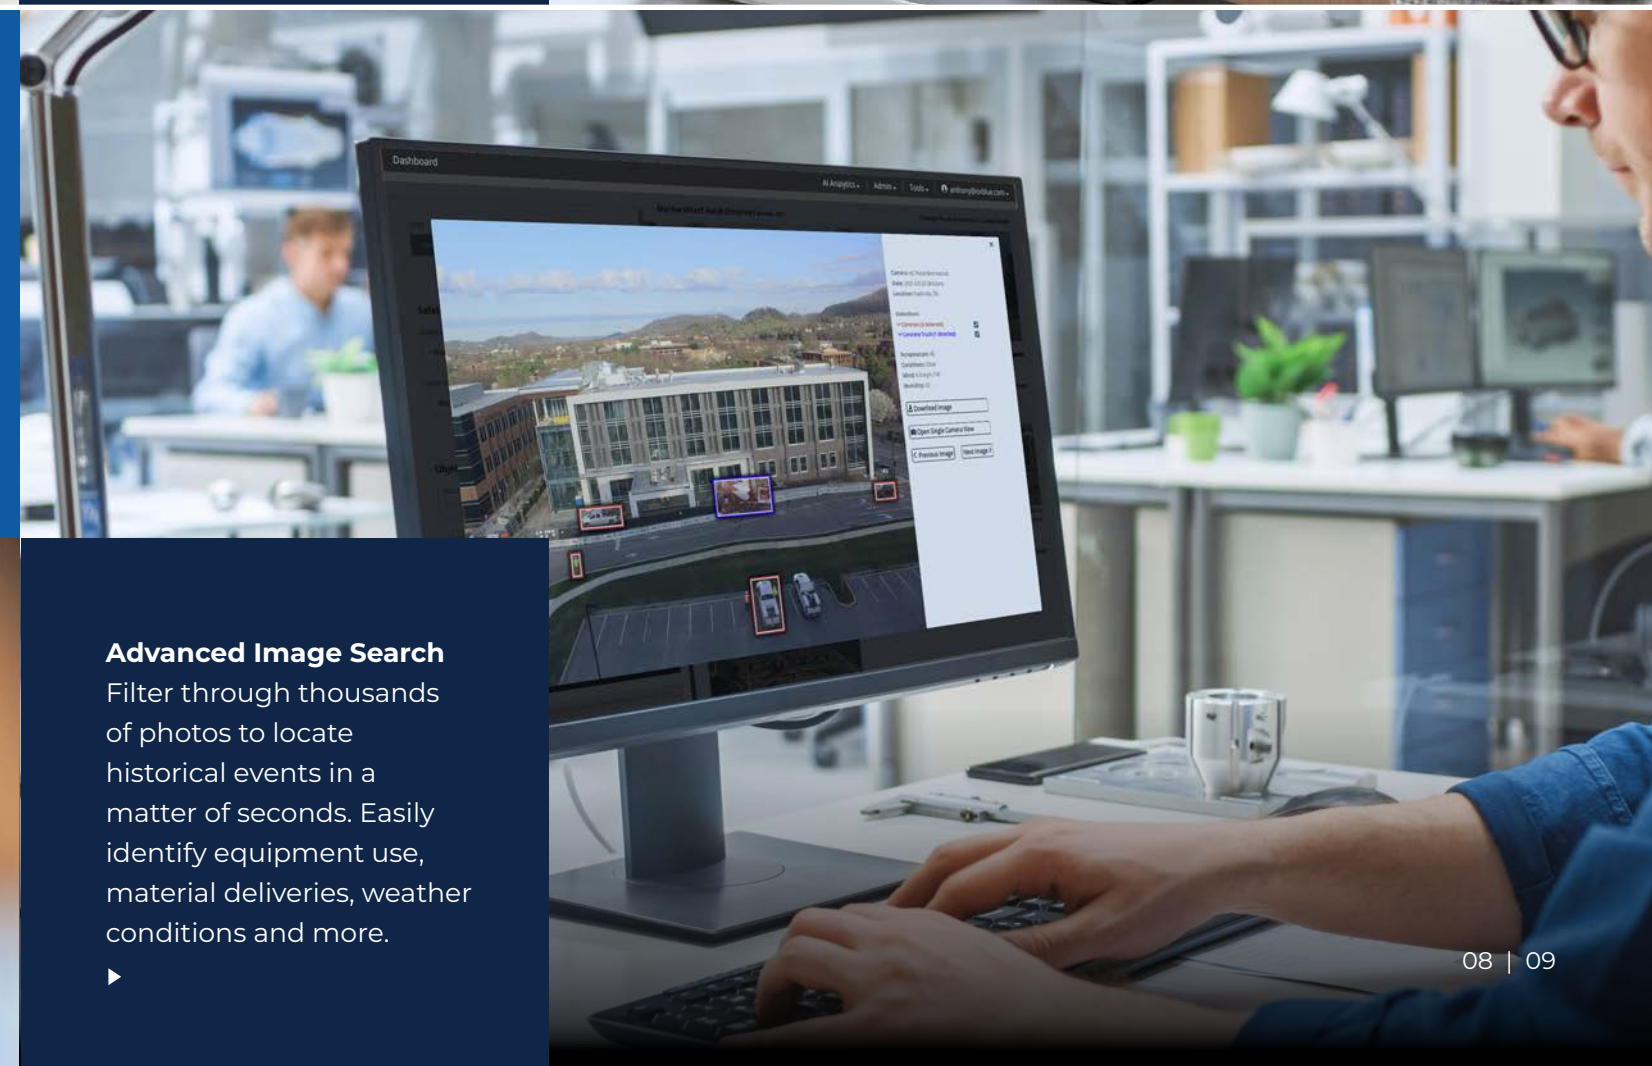 Dashboard
AI Analytics
Admin
Tools
Download Image
Open Single Camera View
< Previous Image
Next Image >
Advanced Image Search
Filter through thousands
of photos to locate
historical events in a
matter of seconds. Easily
identify equipment use,
material deliveries, weather
conditions and more.
08 | 09